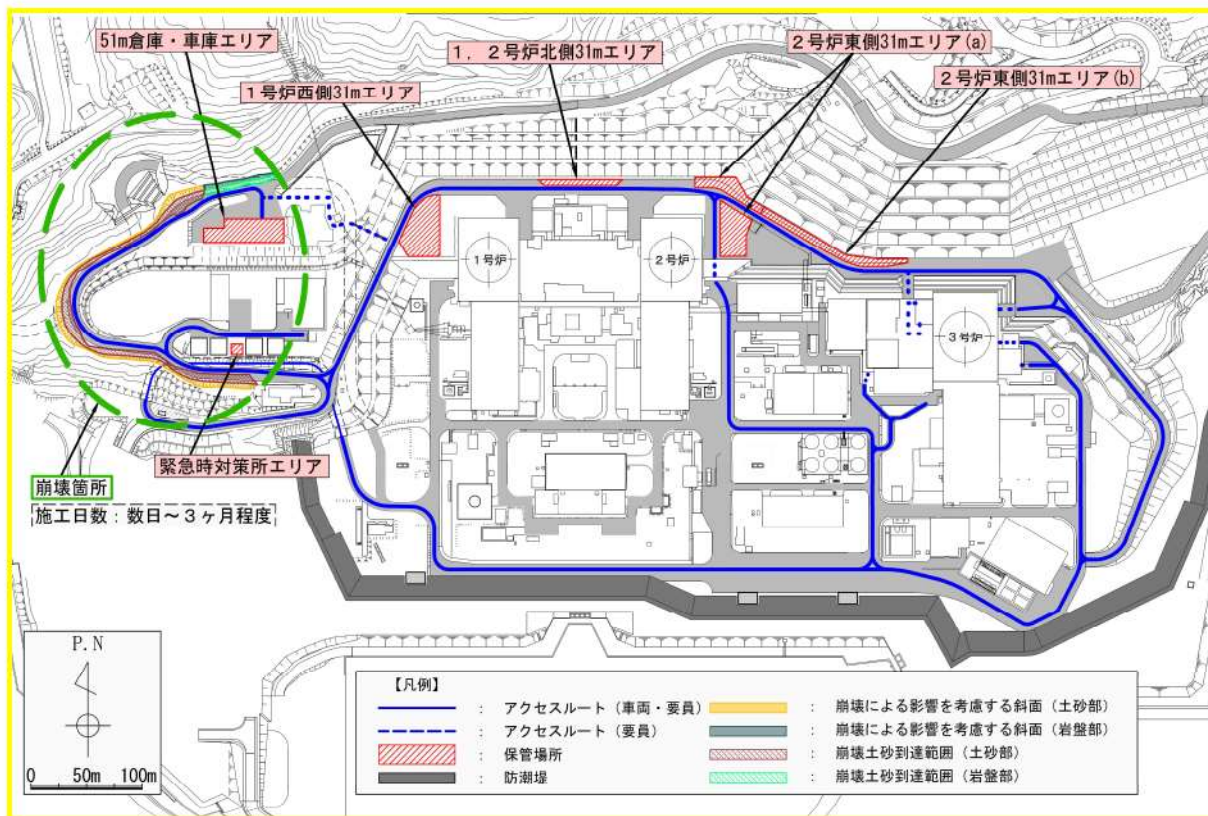 51m倉庫・車庫エリア
1号炉西側31mエリア
1,2号炉北側31mエリア
2号炉東側31mエリア(a)
2号炉東側31mエリア(b)
1号炉
2号炉
3号炉
緊急時対策所エリア
崩壊箇所
施工日数：数日～3ヶ月程度
P.N
0 50m 100m
【凡例】
： アクセスルート（車両・要員）
： アクセスルート（要員）
： 保管場所
： 防潮堤
： 崩壊による影響を考慮する斜面（土砂部）
： 崩壊による影響を考慮する斜面（岩盤部）
： 崩壊土砂到達範囲（土砂部）
： 崩壊土砂到達範囲（岩盤部）